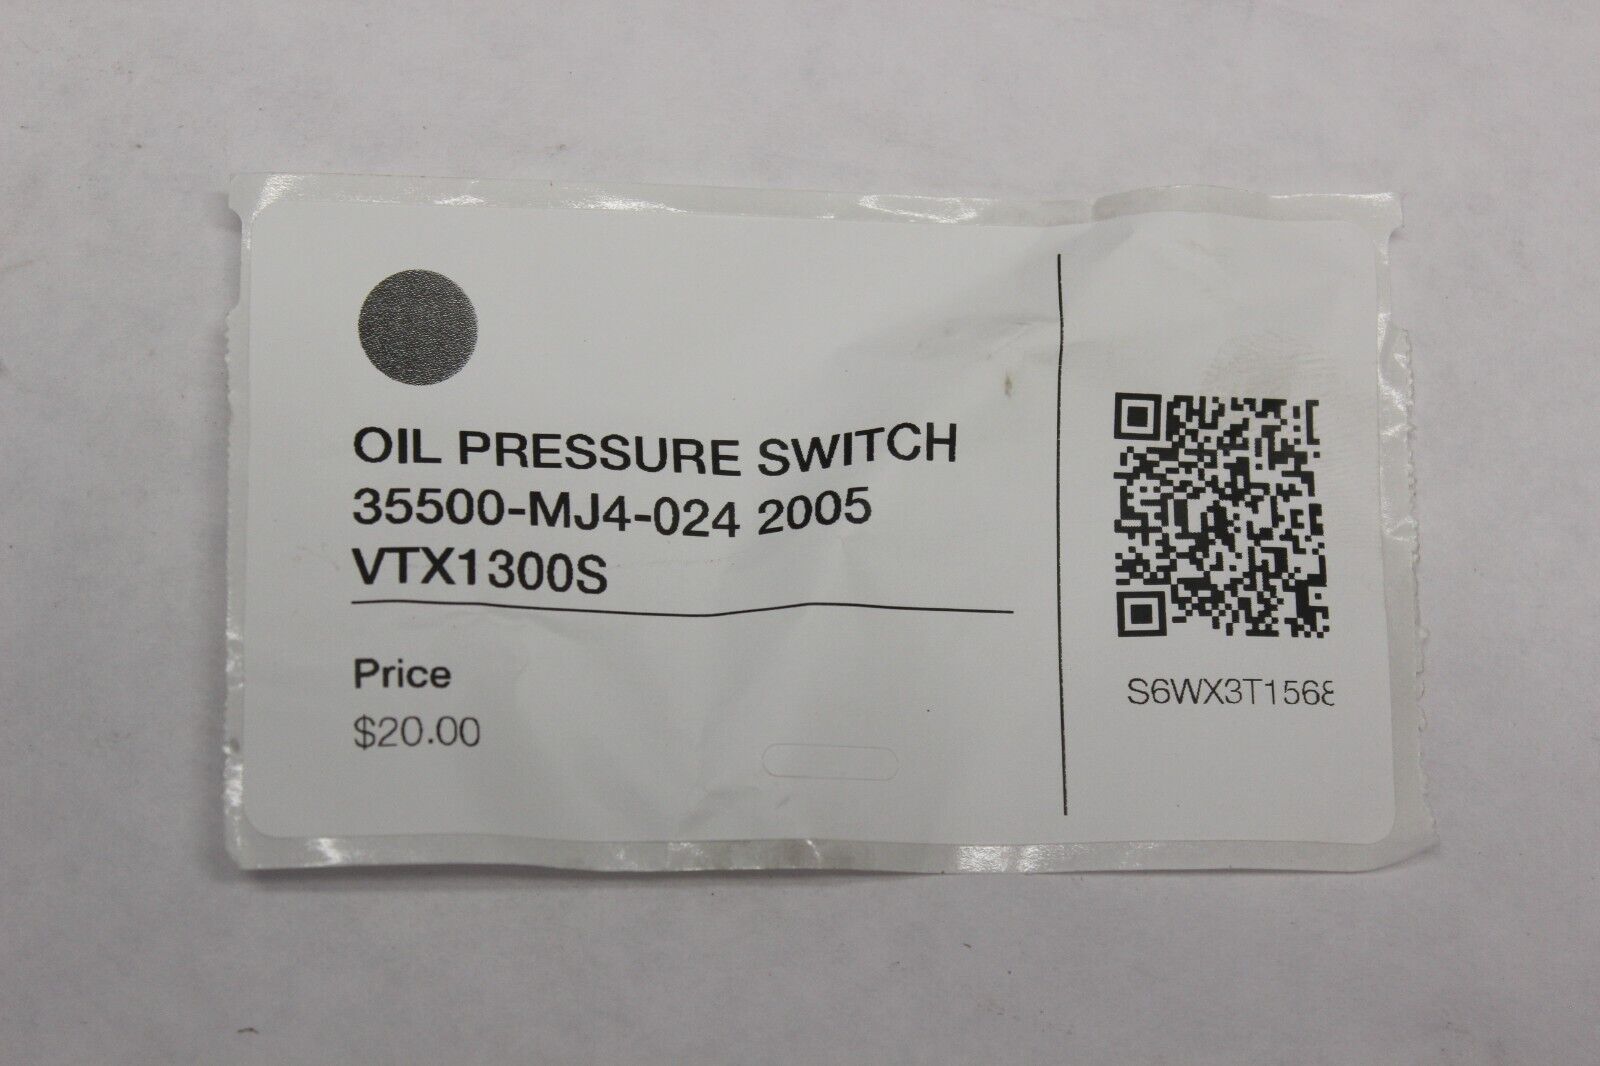 OIL PRESSURE SWITCH
35500-MJ4-024 2005
VTX1300S
Price
$20.00
S6WX3T1568